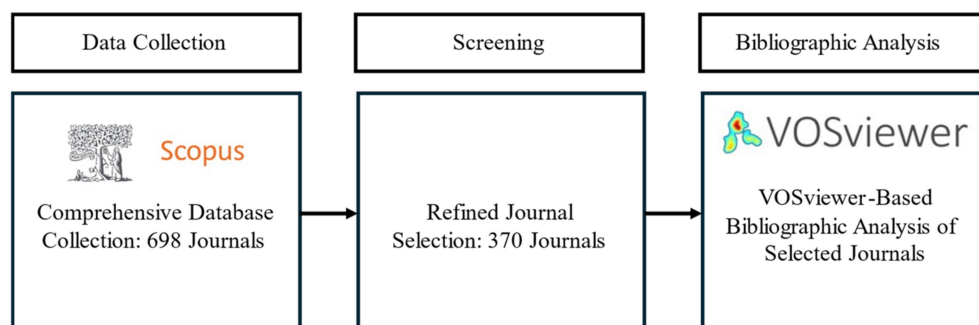 Data Collection
Screening
Bibliographic Analysis
Scopus
Comprehensive Database
Collection: 698 Journals
Refined Journal
Selection: 370 Journals
VOSviewer
VOSviewer-Based
Bibliographic Analysis of
Selected Journals